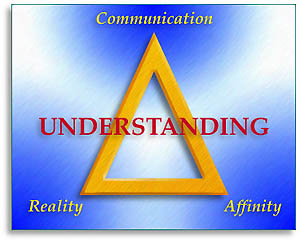 Communication
UNDERSTANDING
Reality Affinity